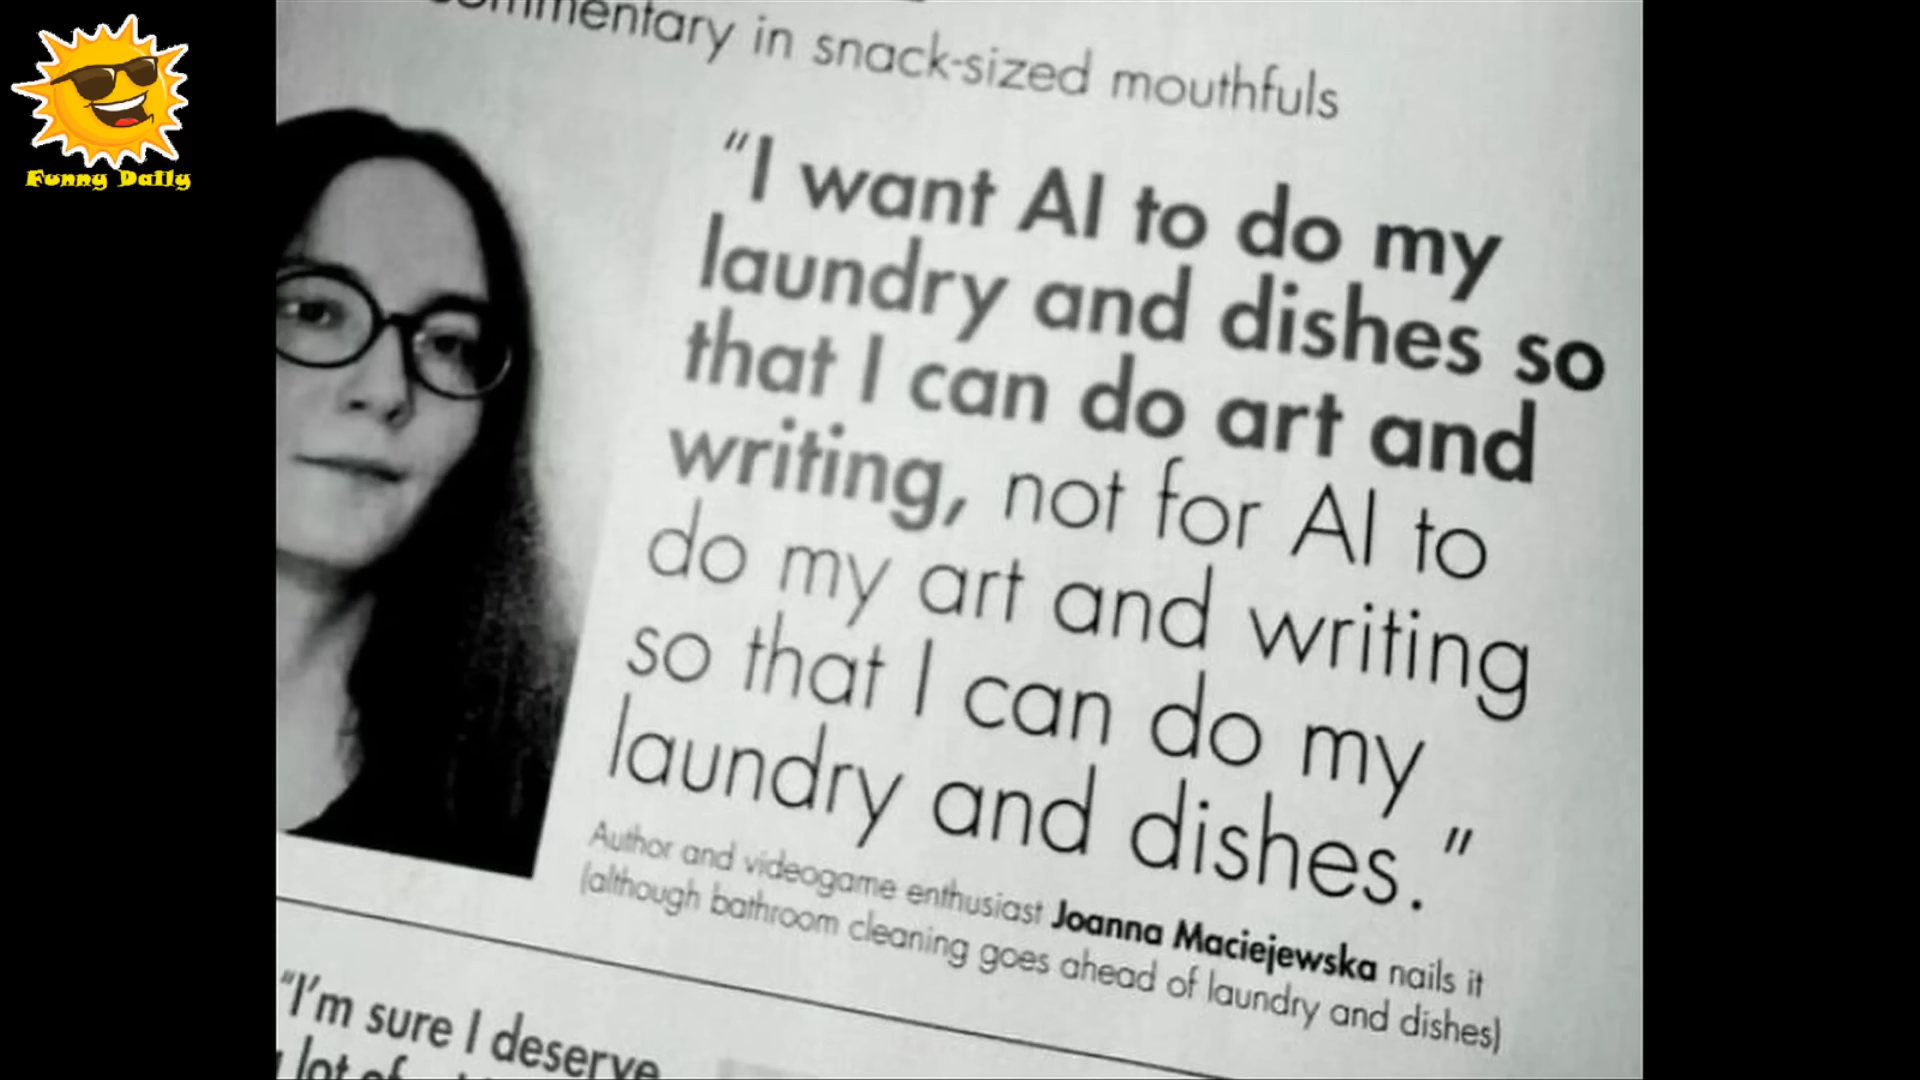 Funny Daily
commentary in snack-sized mouthfuls
“I want AI to do my
laundry and dishes so
that I can do art and
writing, not for AI to
do my art and writing
so that I can do my
laundry and dishes.”
Author and videogame enthusiast Joanna Maciejewska nails it
(although bathroom cleaning goes ahead of laundry and dishes)
“I’m sure I deserve
lot of